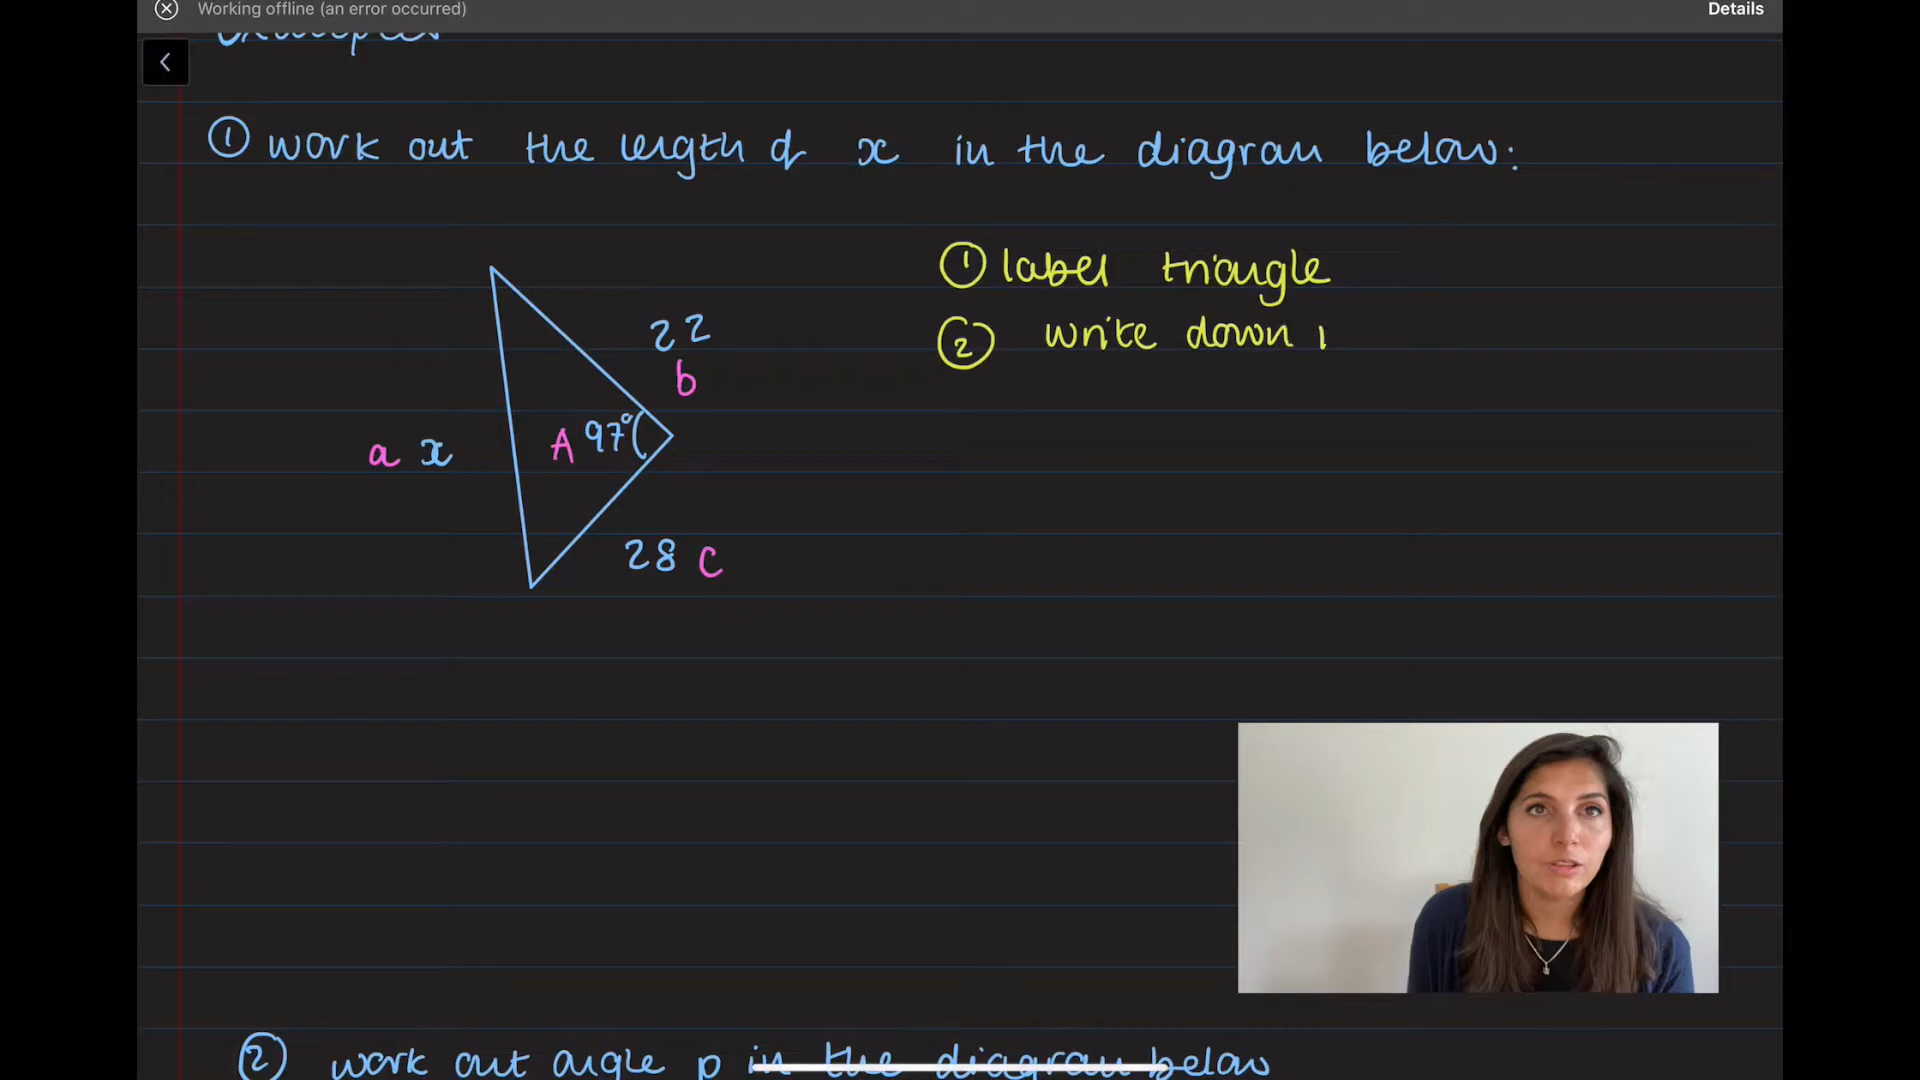 Working offline (an error occurred)
Details
Examples
① work out the length of x in the diagram below:
① label triangle
② write down
22
b
A 97°
a x
28 c
② work out angle p in the diagram below